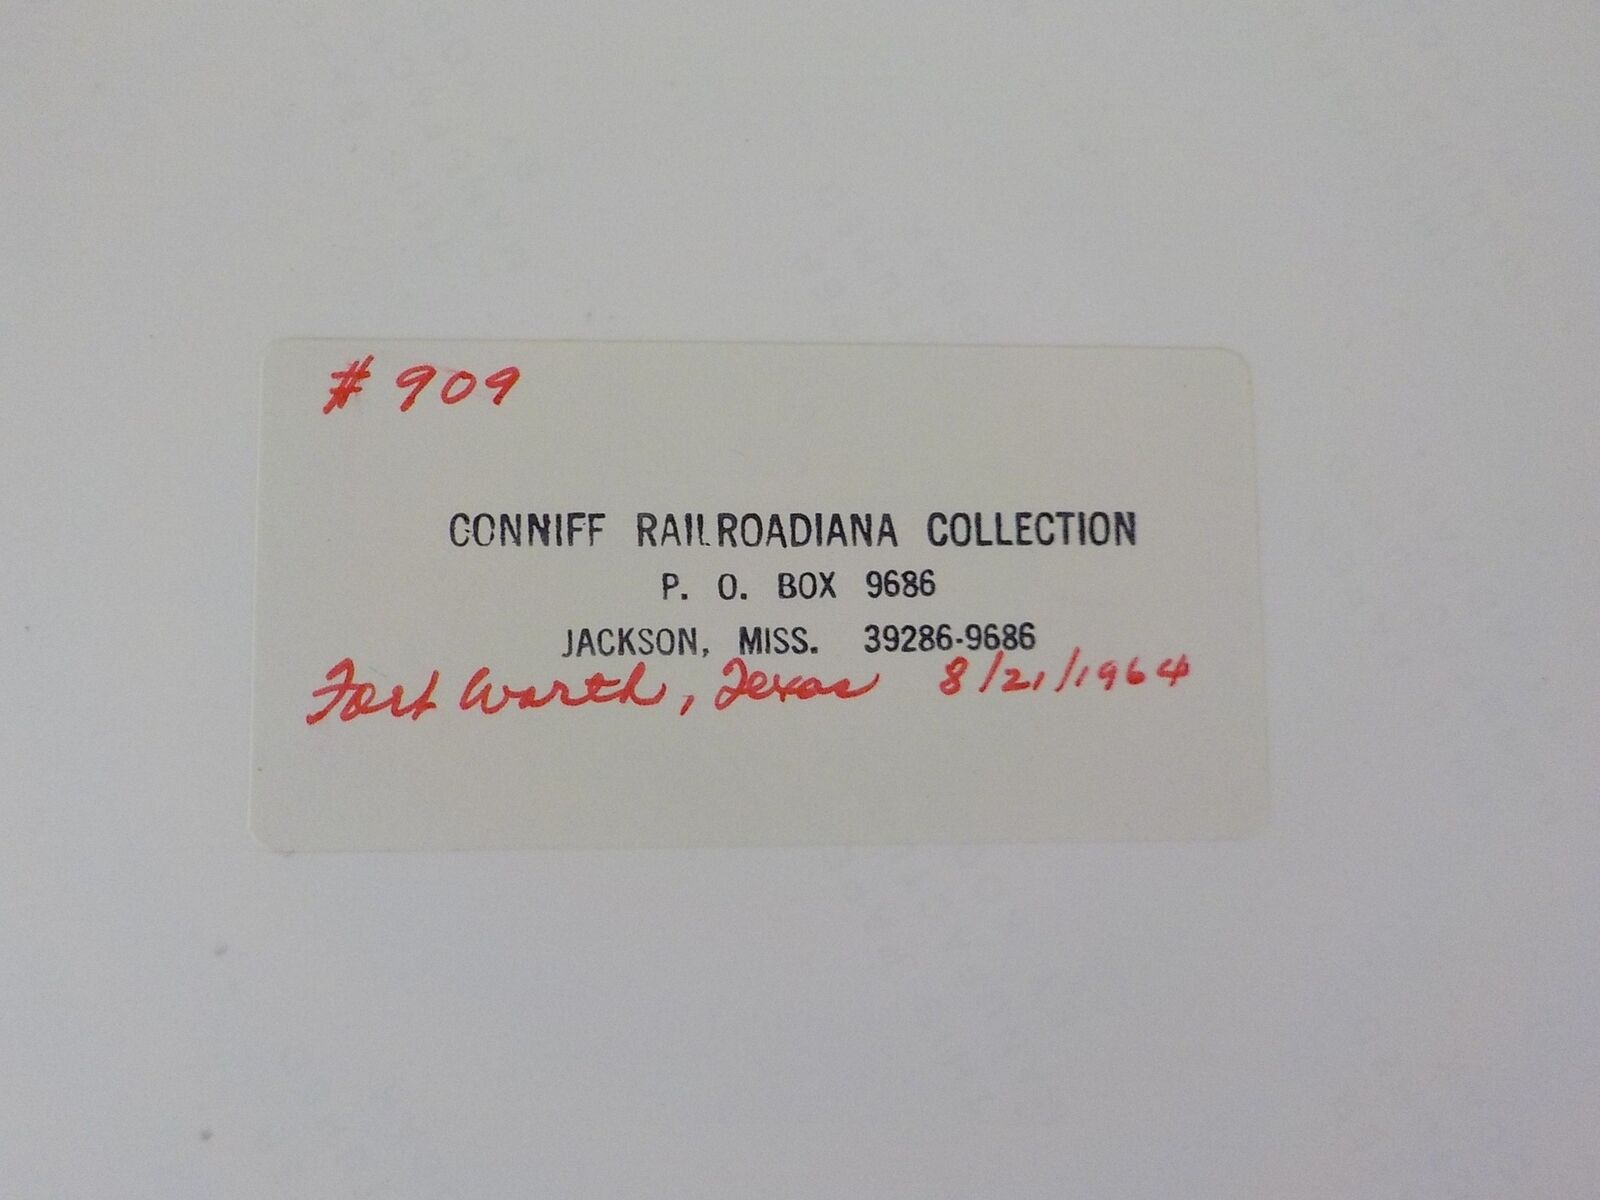 # 909
CONNIFF RAILROADIANA COLLECTION
P. O. BOX 9686
JACKSON, MISS. 39286-9686
Fort Worth, Texas 8/21/1964